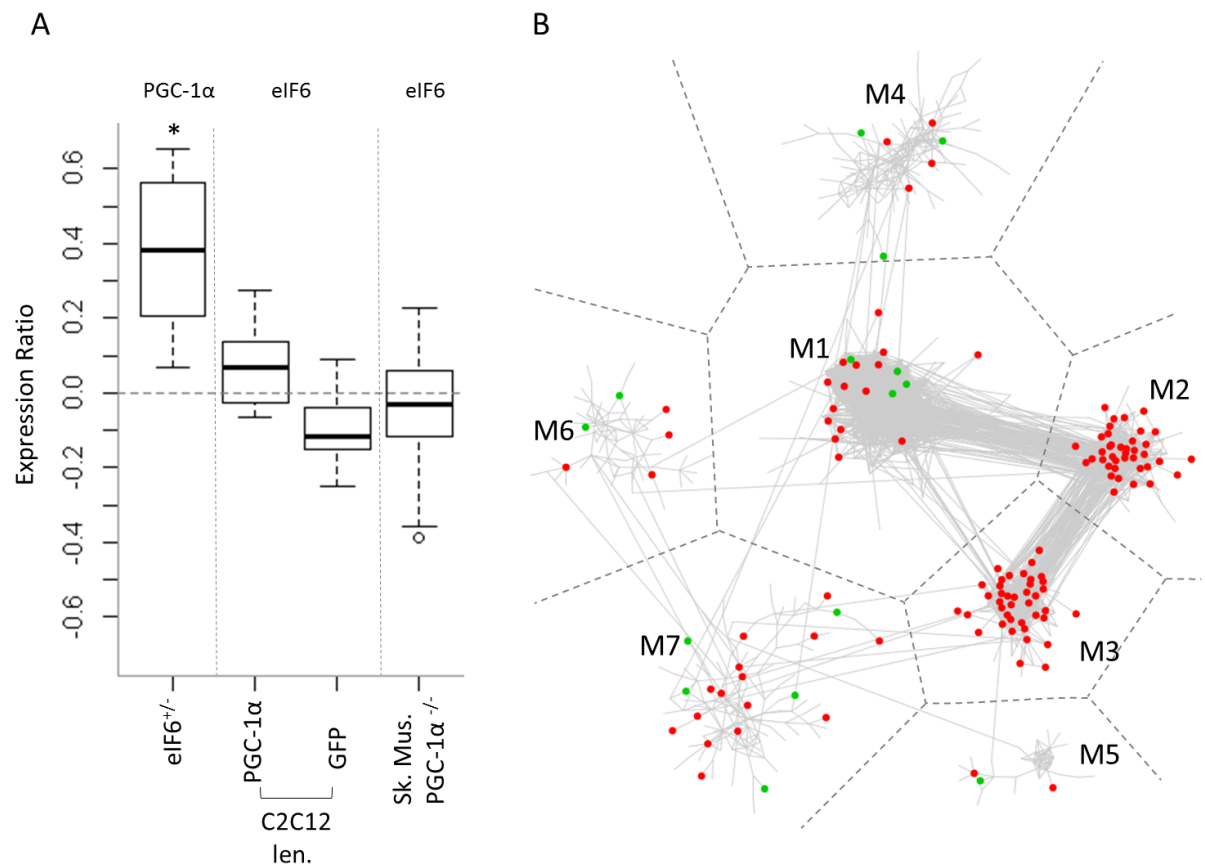 A
B
PGC-1α
eIF6
eIF6
*
Expression Ratio
0.6
0.4
0.2
0.0
-0.2
-0.4
-0.6
eIF6+/-
PGC-1α
GFP
Sk. Mus.
PGC-1α -/-
C2C12
len.
M4
M1
M2
M6
M7
M3
M5